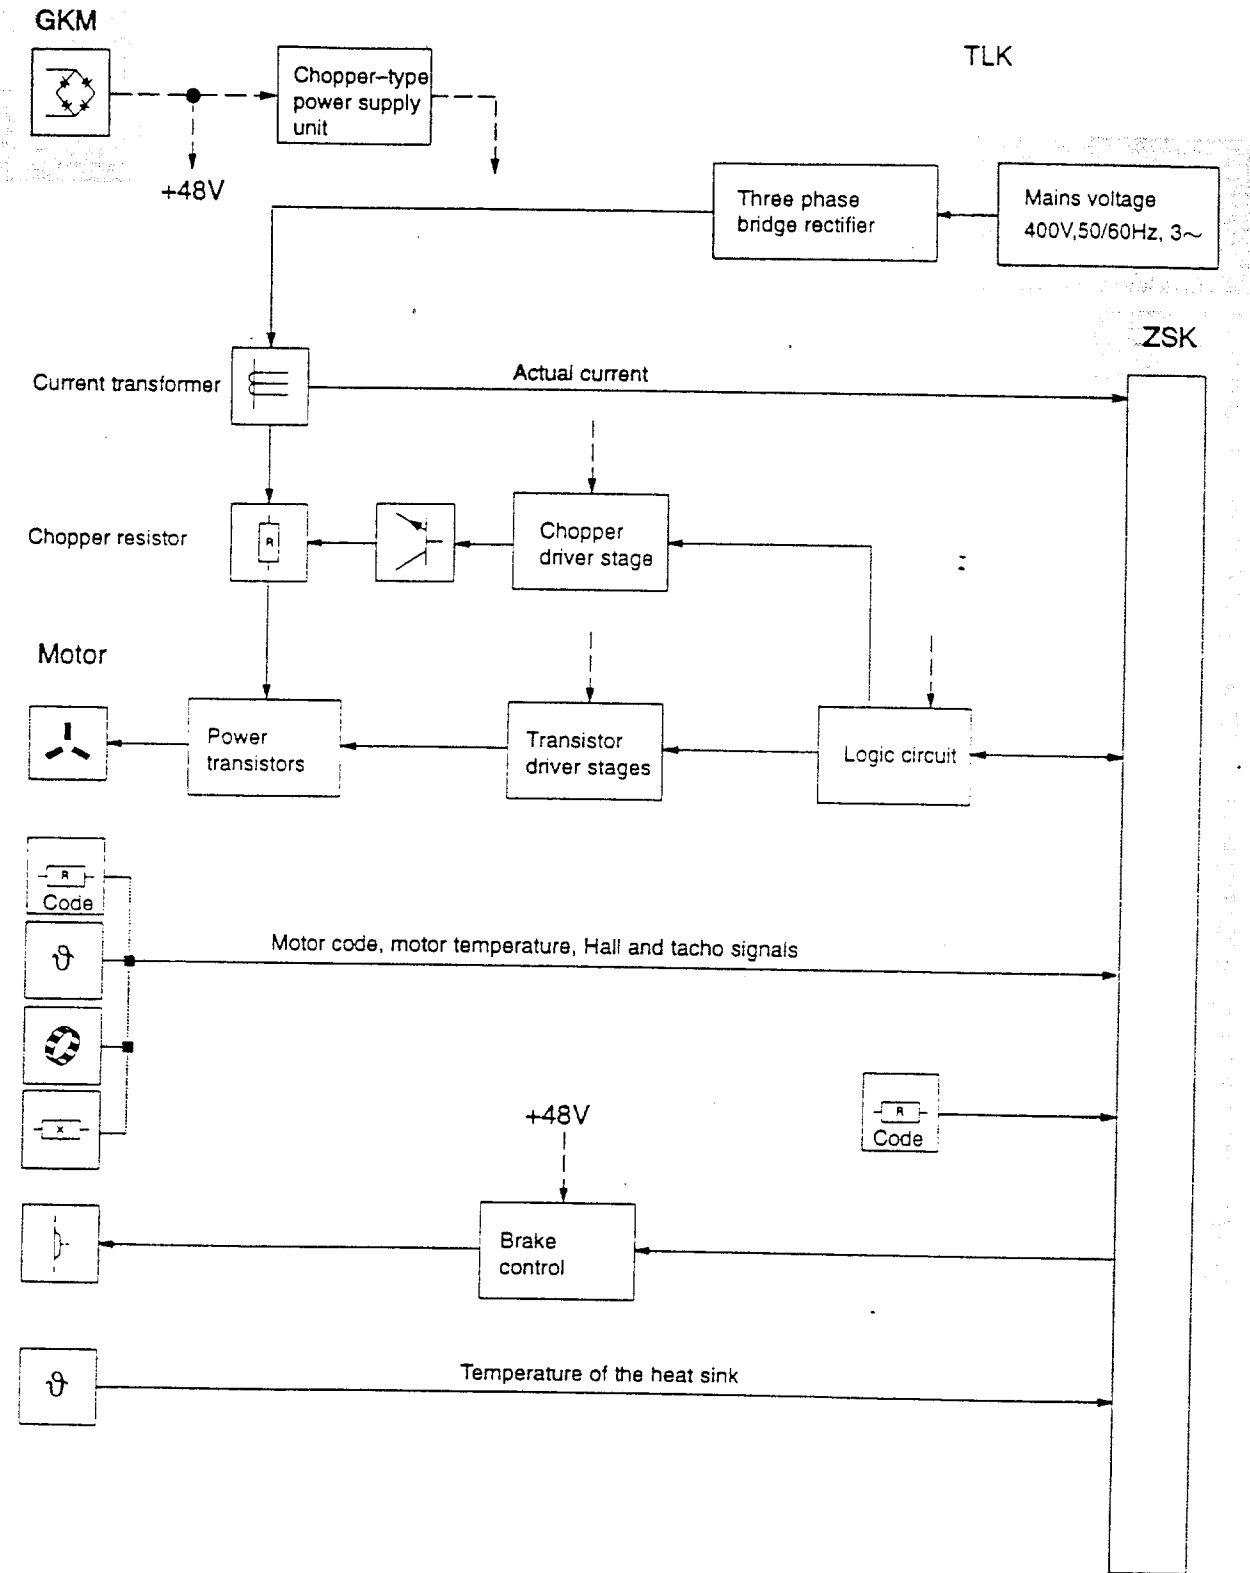 GKM
Chopper-type
power supply
unit
TLK
+48V
Three phase
bridge rectifier
Mains voltage
400V,50/60Hz, 3~
ZSK
Current transformer
Actual current
Chopper resistor
R
Chopper
driver stage
Motor
Power
transistors
Transistor
driver stages
Logic circuit
R
Code
ϑ
Motor code, motor temperature, Hall and tacho signals
x
+48V
R
Code
Brake
control
ϑ
Temperature of the heat sink